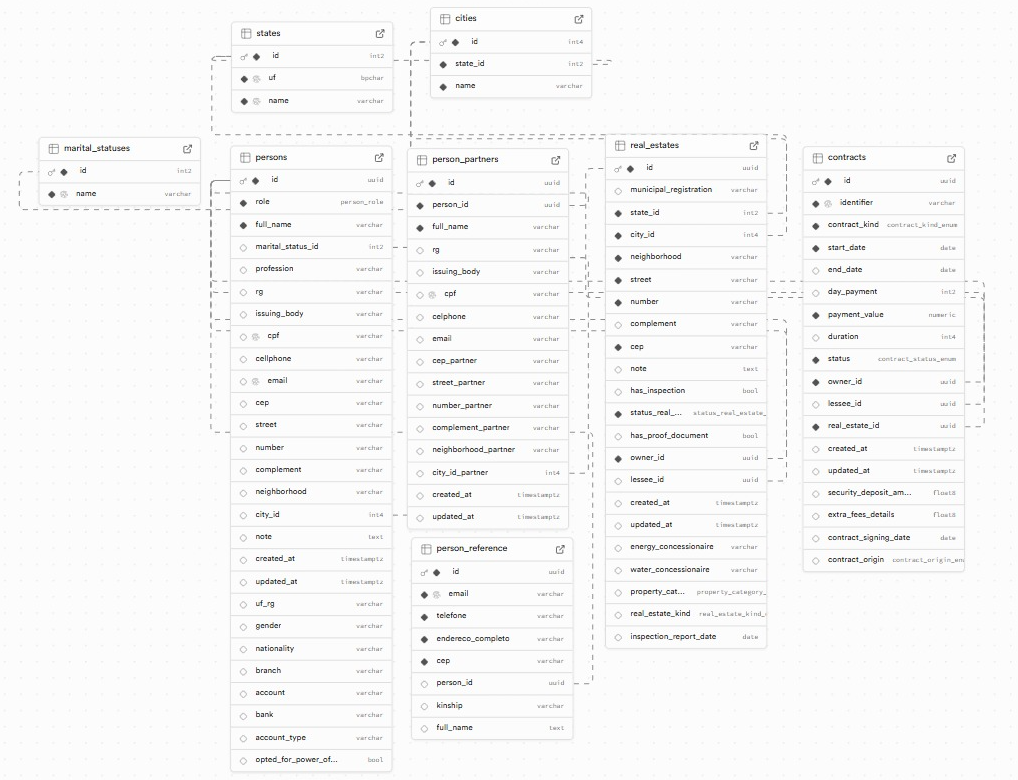 states
id int2
uf bpchar
name varchar
cities
id int4
state_id int2
name varchar
marital_statuses
id int2
name varchar
persons
id uuid
role person_role
full_name varchar
marital_status_id int2
profession varchar
rg varchar
issuing_body varchar
cpf varchar
cellphone varchar
email varchar
cep varchar
street varchar
number varchar
complement varchar
neighborhood varchar
city_id int4
note text
created_at timestamptz
updated_at timestamptz
uf_rg varchar
gender varchar
nationality varchar
branch varchar
account varchar
bank varchar
account_type varchar
opted_for_power_of... bool
person_partners
id uuid
person_id uuid
full_name varchar
rg varchar
issuing_body varchar
cpf varchar
celphone varchar
email varchar
cep_partner varchar
street_partner varchar
number_partner varchar
complement_partner varchar
neighborhood_partner varchar
city_id_partner int4
created_at timestamptz
updated_at timestamptz
person_reference
id uuid
email varchar
telefone varchar
endereco_completo varchar
cep varchar
person_id uuid
kinship varchar
full_name text
real_estates
id uuid
municipal_registration varchar
state_id int2
city_id int4
neighborhood varchar
street varchar
number varchar
complement varchar
cep varchar
note text
has_inspection bool
status_real_... status_real_estate_
has_proof_document bool
owner_id uuid
lessee_id uuid
created_at timestamptz
updated_at timestamptz
energy_concessionaire varchar
water_concessionaire varchar
property_cat... property_category_
real_estate_kind real_estate_kind_
inspection_report_date date
contracts
id uuid
identifier varchar
contract_kind contract_kind_enum
start_date date
end_date date
day_payment int2
payment_value numeric
duration int4
status contract_status_enum
owner_id uuid
lessee_id uuid
real_estate_id uuid
created_at timestamptz
updated_at timestamptz
security_deposit_am... float8
extra_fees_details float8
contract_signing_date date
contract_origin contract_origin_en